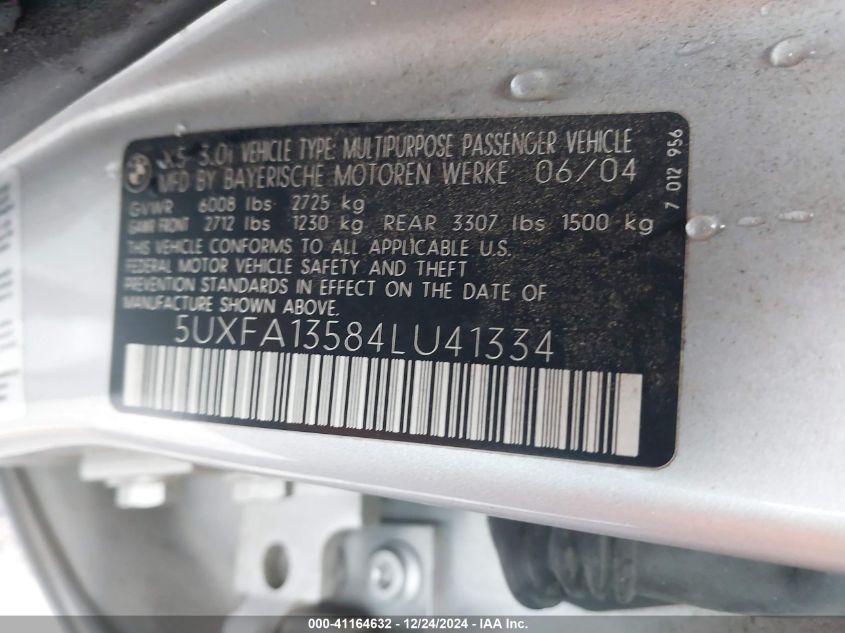 X5 3.0i VEHICLE TYPE: MULTIPURPOSE PASSENGER VEHICLE
MFD BY BAYERISCHE MOTOREN WERKE 06/04
GVWR 6008 lbs 2725 kg
GAWR FRONT 2712 lbs 1230 kg REAR 3307 lbs 1500 kg
THIS VEHICLE CONFORMS TO ALL APPLICABLE U.S.
FEDERAL MOTOR VEHICLE SAFETY AND THEFT
PREVENTION STANDARDS IN EFFECT ON THE DATE OF
MANUFACTURE SHOWN ABOVE.
5UXFA13584LU41334
7 012 956
000-41164632 - 12/24/2024 - IAAI Inc.